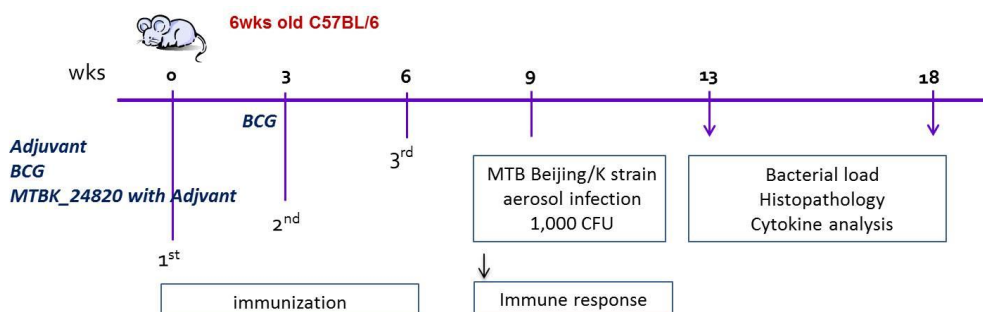 6wks old C57BL/6
wks 0 3 6 9 13 18
BCG
Adjuvant
BCG
MTBK_24820 with Adjvant
3rd
2nd
1st
MTB Beijing/K strain
aerosol infection
1,000 CFU
Bacterial load
Histopathology
Cytokine analysis
immunization
Immune response